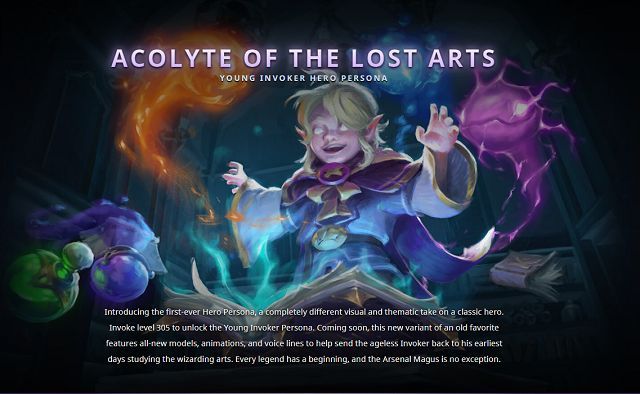 ACOLYTE OF THE LOST ARTS
YOUNG INVOKER HERO PERSONA
Introducing the first-ever Hero Persona, a completely different visual and thematic take on a classic hero.
Invoke level 305 to unlock the Young Invoker Persona. Coming soon, this new variant of an old favorite
features all-new models, animations, and voice lines to help send the ageless Invoker back to his earliest
days studying the wizarding arts. Every legend has a beginning, and the Arsenal Magus is no exception.